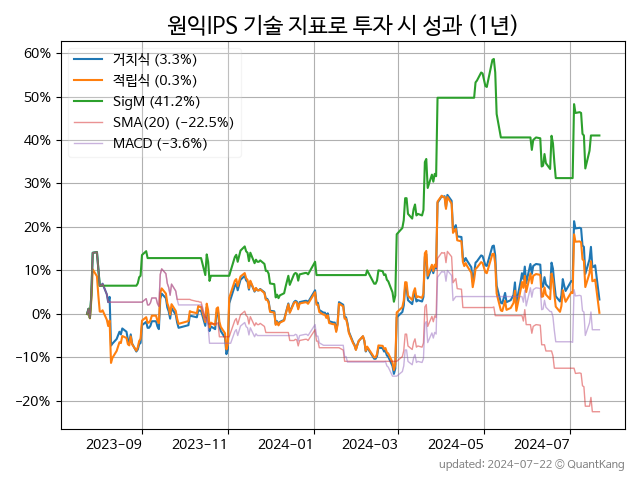 원익IPS 기술 지표로 투자 시 성과 (1년)
거치식 (3.3%)
적립식 (0.3%)
SigM (41.2%)
SMA(20) (−22.5%)
MACD (−3.6%)
60%
50%
40%
30%
20%
10%
0%
−10%
−20%
2023-09
2023-11
2024-01
2024-03
2024-05
2024-07
updated: 2024-07-22 © QuantKang